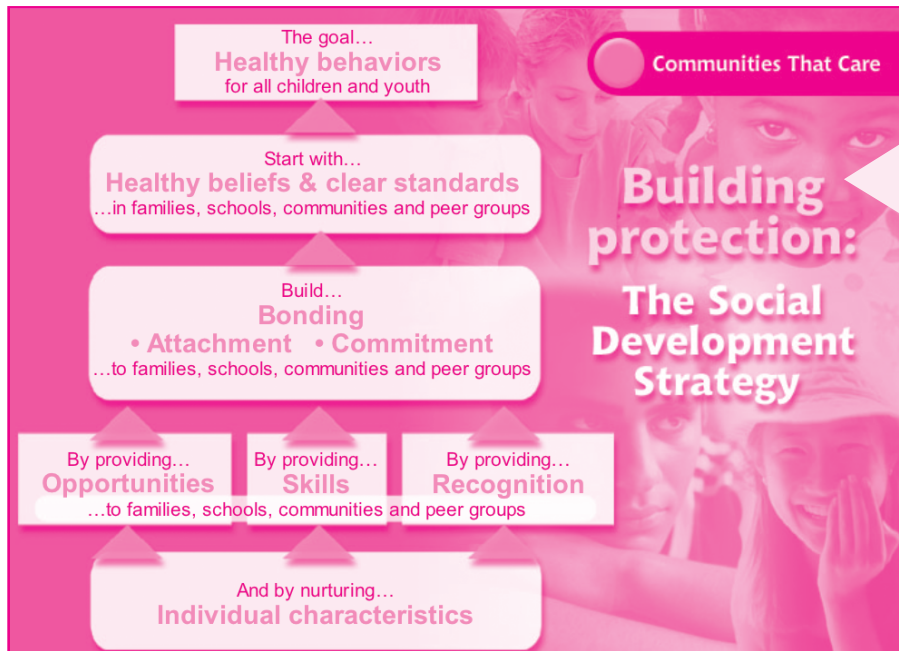 The goal…
Healthy behaviors
for all children and youth
Communities That Care
Start with…
Healthy beliefs & clear standards
…in families, schools, communities and peer groups
Building
protection:
The Social
Development
Strategy
Build…
Bonding
• Attachment • Commitment
…to families, schools, communities and peer groups
By providing…
Opportunities
By providing…
Skills
By providing…
Recognition
…to families, schools, communities and peer groups
And by nurturing…
Individual characteristics